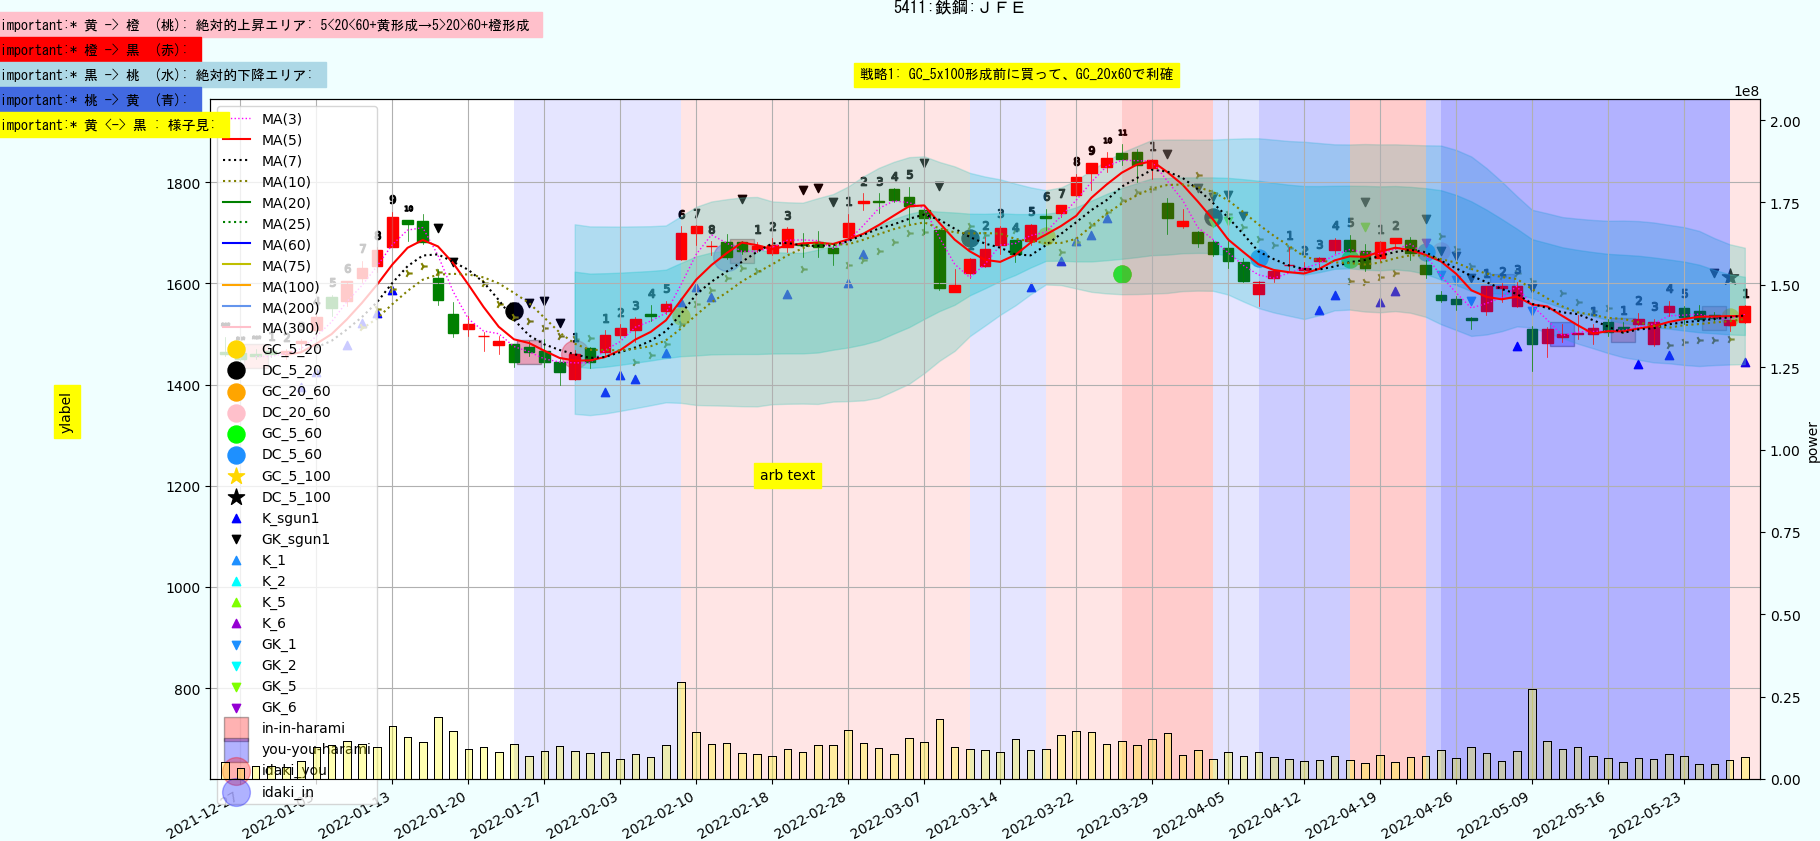 5411:鉄鋼:ＪＦＥ
important:* 黄 -> 橙 （桃）: 絶対的上昇エリア: 5<20<60+黄形成→5>20>60+橙形成
important:* 橙 -> 黒 （赤）:
important:* 黒 -> 桃 （水）: 絶対的下降エリア:
important:* 桃 -> 黄 （青）:
important:* 黄 <-> 黒 : 様子見:
戦略1: GC_5x100形成前に買って、GC_20x60で利確
1e8
MA(3)
MA(5)
MA(7)
MA(10)
MA(20)
MA(25)
MA(60)
MA(75)
MA(100)
MA(200)
MA(300)
GC_5_20
DC_5_20
GC_20_60
DC_20_60
GC_5_60
DC_5_60
GC_5_100
DC_5_100
K_sgun1
GK_sgun1
K_1
K_2
K_5
K_6
GK_1
GK_2
GK_5
GK_6
in-in-harami
you-you-harami
idaki_you
idaki_in
ylabel
1800
1600
1400
1200
1000
800
arb text
2.00
1.75
1.50
1.25
1.00
0.75
0.50
0.25
0.00
power
2022-01-13
2022-01-20
2022-01-27
2022-02-03
2022-02-10
2022-02-18
2022-02-28
2022-03-07
2022-03-14
2022-03-22
2022-03-29
2022-04-05
2022-04-12
2022-04-19
2022-04-26
2022-05-09
2022-05-16
2022-05-23